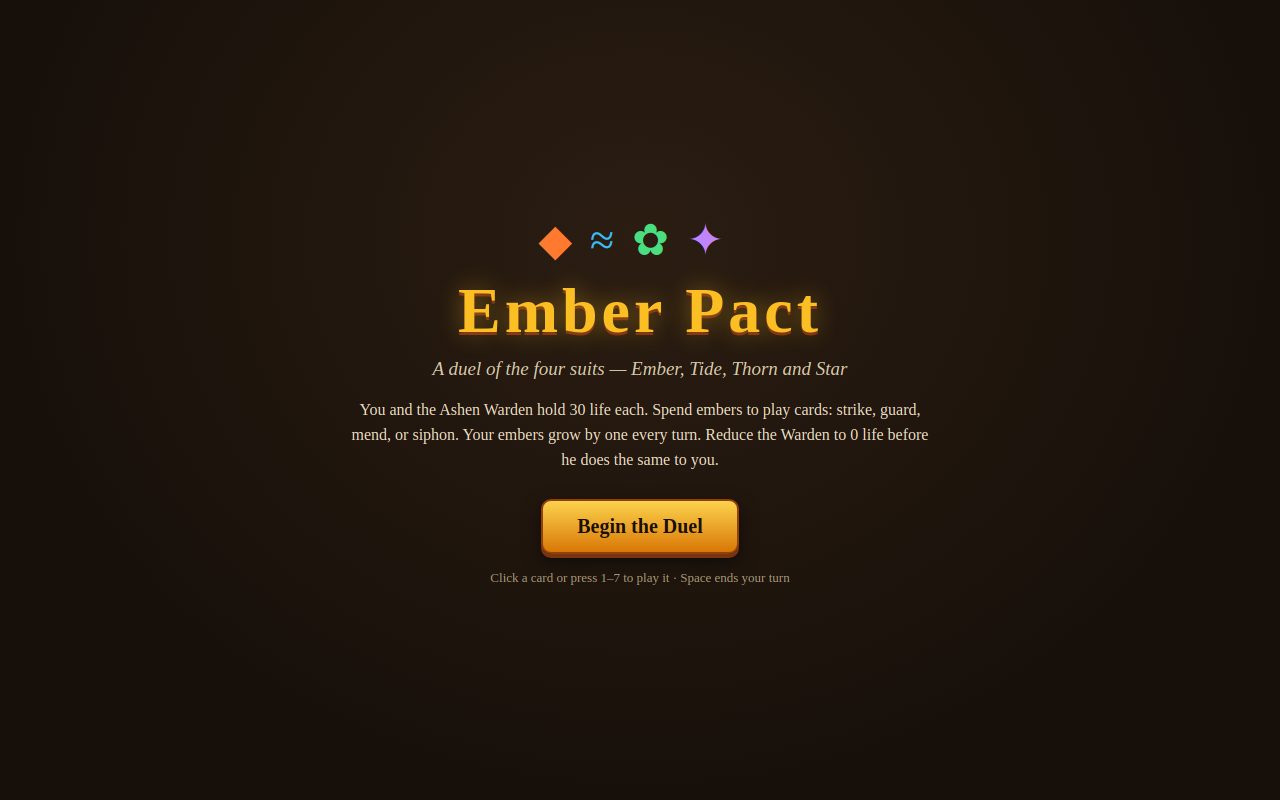 Ember Pact
A duel of the four suits — Ember, Tide, Thorn and Star
You and the Ashen Warden hold 30 life each. Spend embers to play cards: strike, guard,
mend, or siphon. Your embers grow by one every turn. Reduce the Warden to 0 life before
he does the same to you.
Begin the Duel
Click a card or press 1–7 to play it · Space ends your turn